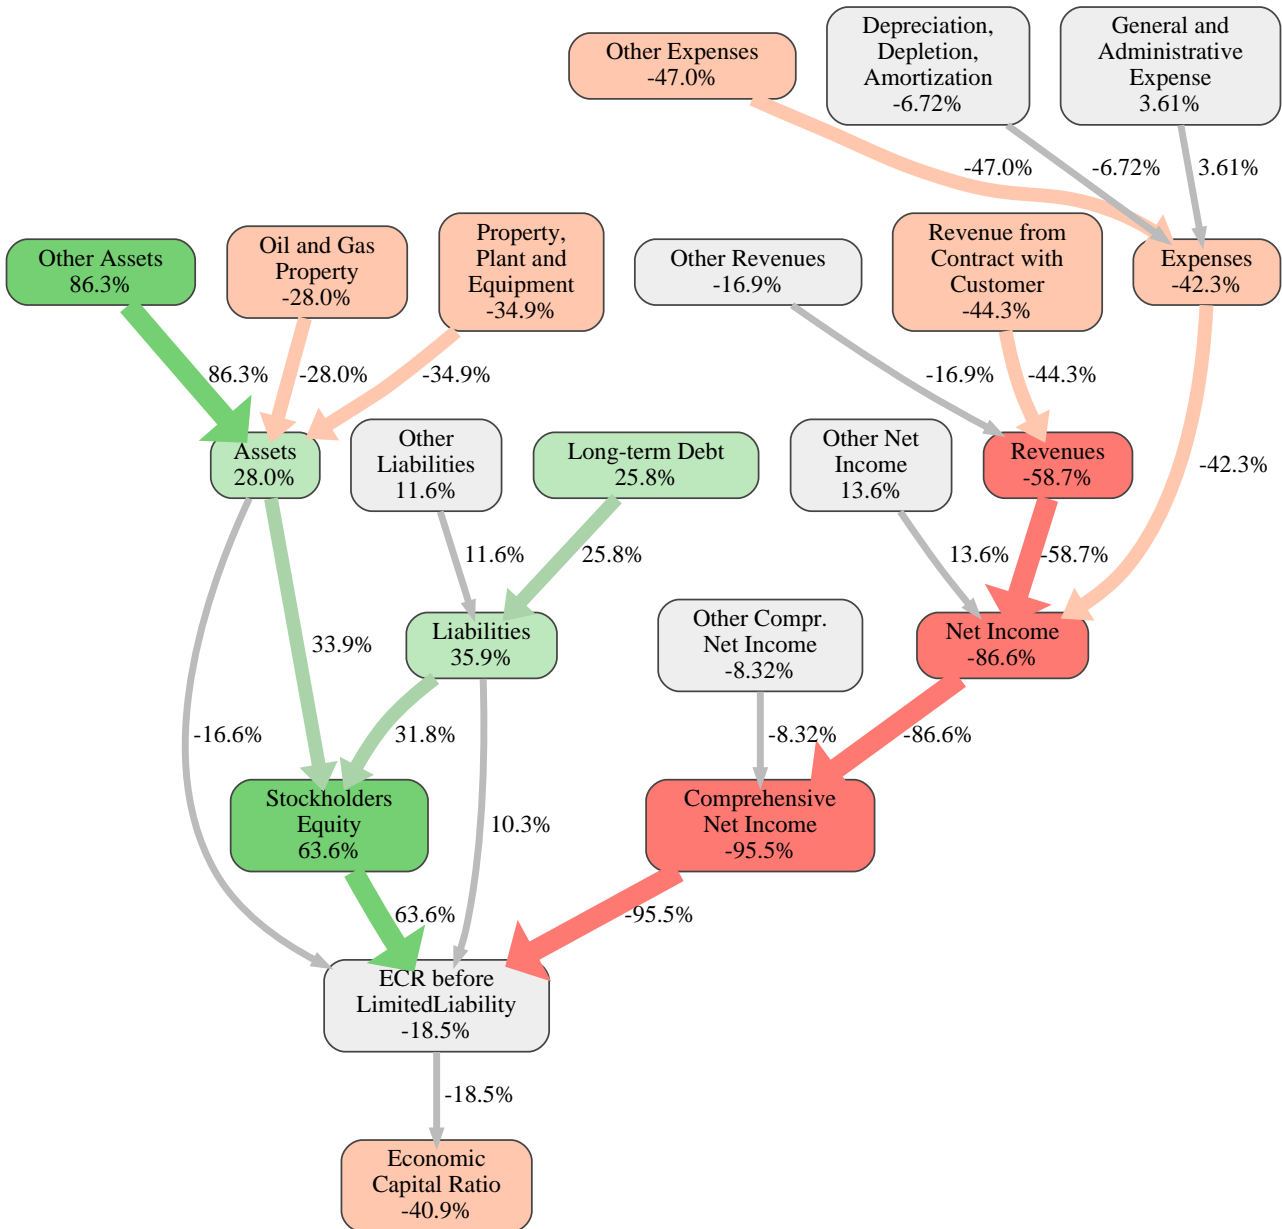 Depreciation,
Depletion,
Amortization
-6.72%
General and
Administrative
Expense
3.61%
Other Expenses
-47.0%
-47.0%
-6.72%
3.61%
Other Assets
86.3%
Oil and Gas
Property
-28.0%
Property,
Plant and
Equipment
-34.9%
Other Revenues
-16.9%
Revenue from
Contract with
Customer
-44.3%
Expenses
-42.3%
86.3%
-28.0%
-34.9%
-16.9%
-44.3%
-42.3%
Assets
28.0%
Other
Liabilities
11.6%
Long-term Debt
25.8%
Other Net
Income
13.6%
Revenues
-58.7%
11.6%
25.8%
13.6%
-58.7%
33.9%
Liabilities
35.9%
Other Compr.
Net Income
-8.32%
Net Income
-86.6%
-16.6%
31.8%
-8.32%
-86.6%
Stockholders
Equity
63.6%
10.3%
Comprehensive
Net Income
-95.5%
63.6%
-95.5%
ECR before
LimitedLiability
-18.5%
-18.5%
Economic
Capital Ratio
-40.9%